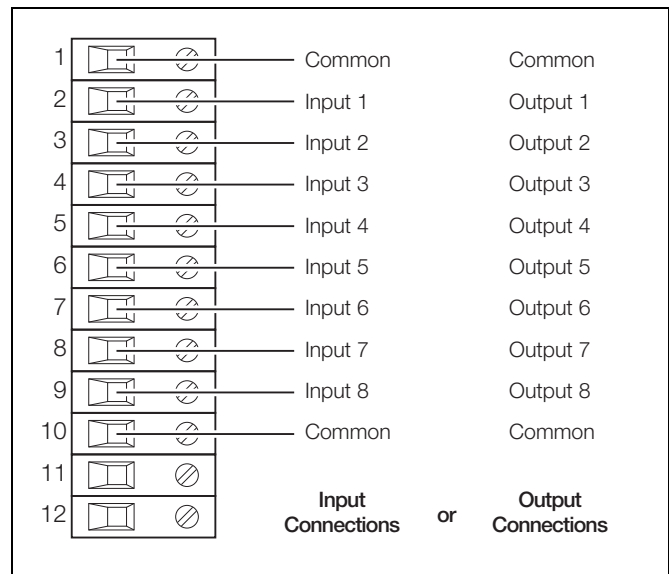 1 Common Common
2 Input 1 Output 1
3 Input 2 Output 2
4 Input 3 Output 3
5 Input 4 Output 4
6 Input 5 Output 5
7 Input 6 Output 6
8 Input 7 Output 7
9 Input 8 Output 8
10 Common Common
11
12
Input Output
Connections or Connections